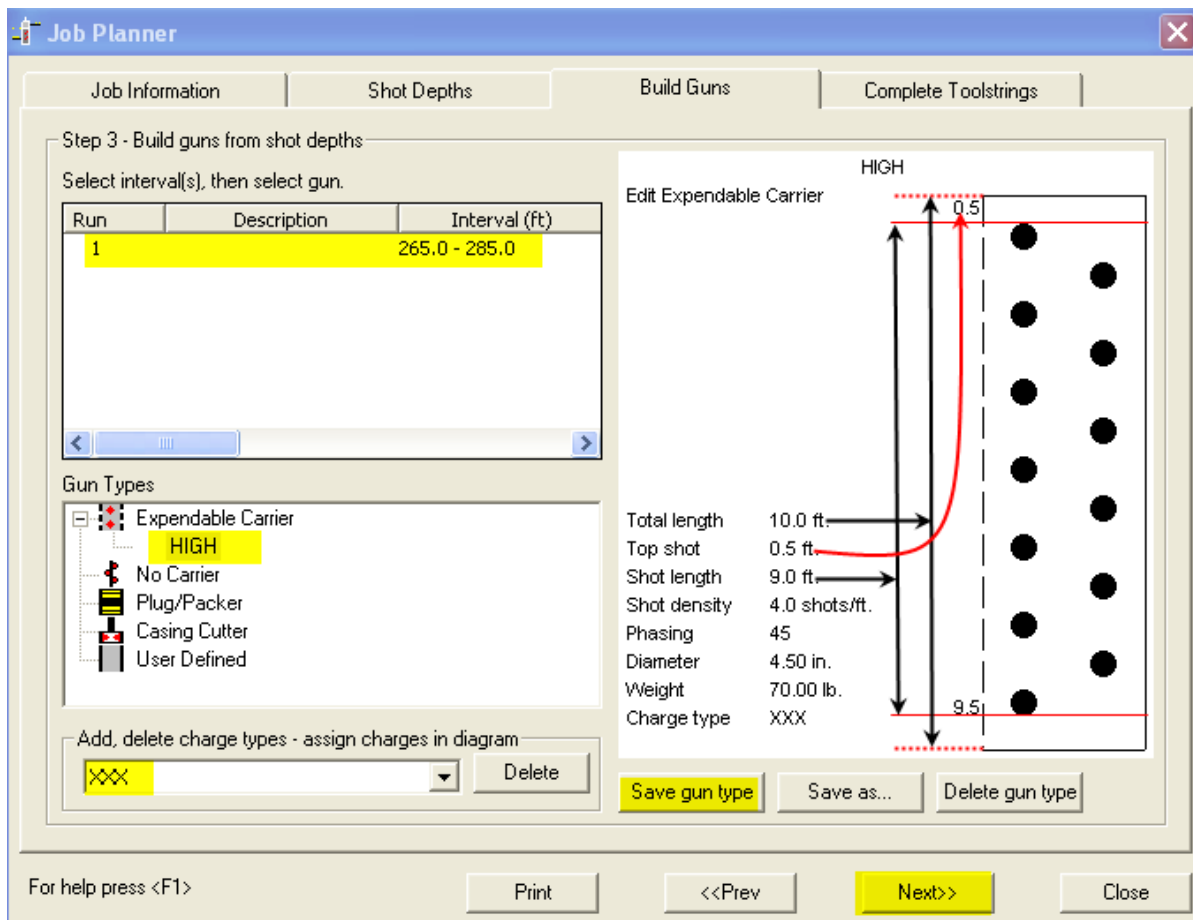 Job Planner
Job Information Shot Depths Build Guns Complete Toolstrings
Step 3 - Build guns from shot depths
Select interval(s), then select gun.
Run Description Interval (ft)
1 265.0 - 285.0
Gun Types
Expendable Carrier
HIGH
No Carrier
Plug/Packer
Casing Cutter
User Defined
Add, delete charge types - assign charges in diagram
XXX
Delete
HIGH
Edit Expendable Carrier
0.5
Total length 10.0 ft.
Top shot 0.5 ft.
Shot length 9.0 ft.
Shot density 4.0 shots/ft.
Phasing 45
Diameter 4.50 in.
Weight 70.00 lb.
Charge type XXX
9.5
Save gun type Save as... Delete gun type
For help press <F1>
Print <<Prev Next>> Close